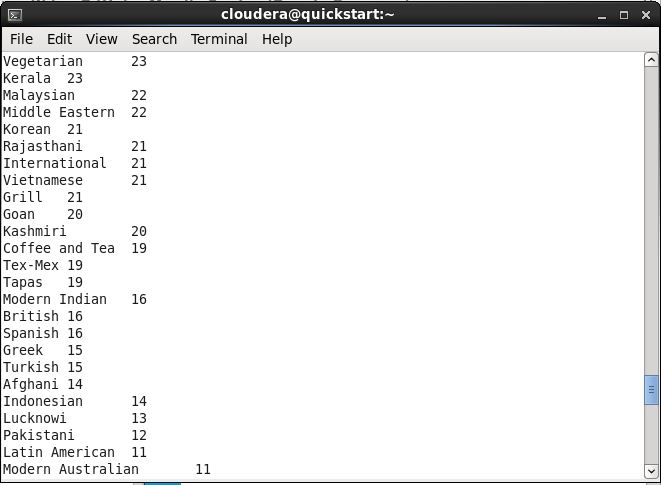 cloudera@quickstart:~
File Edit View Search Terminal Help
Vegetarian 23
Kerala 23
Malaysian 22
Middle Eastern 22
Korean 21
Rajasthani 21
International 21
Vietnamese 21
Grill 21
Goan 20
Kashmiri 20
Coffee and Tea 19
Tex-Mex 19
Tapas 19
Modern Indian 16
British 16
Spanish 16
Greek 15
Turkish 15
Afghani 14
Indonesian 14
Lucknowi 13
Pakistani 12
Latin American 11
Modern Australian 11